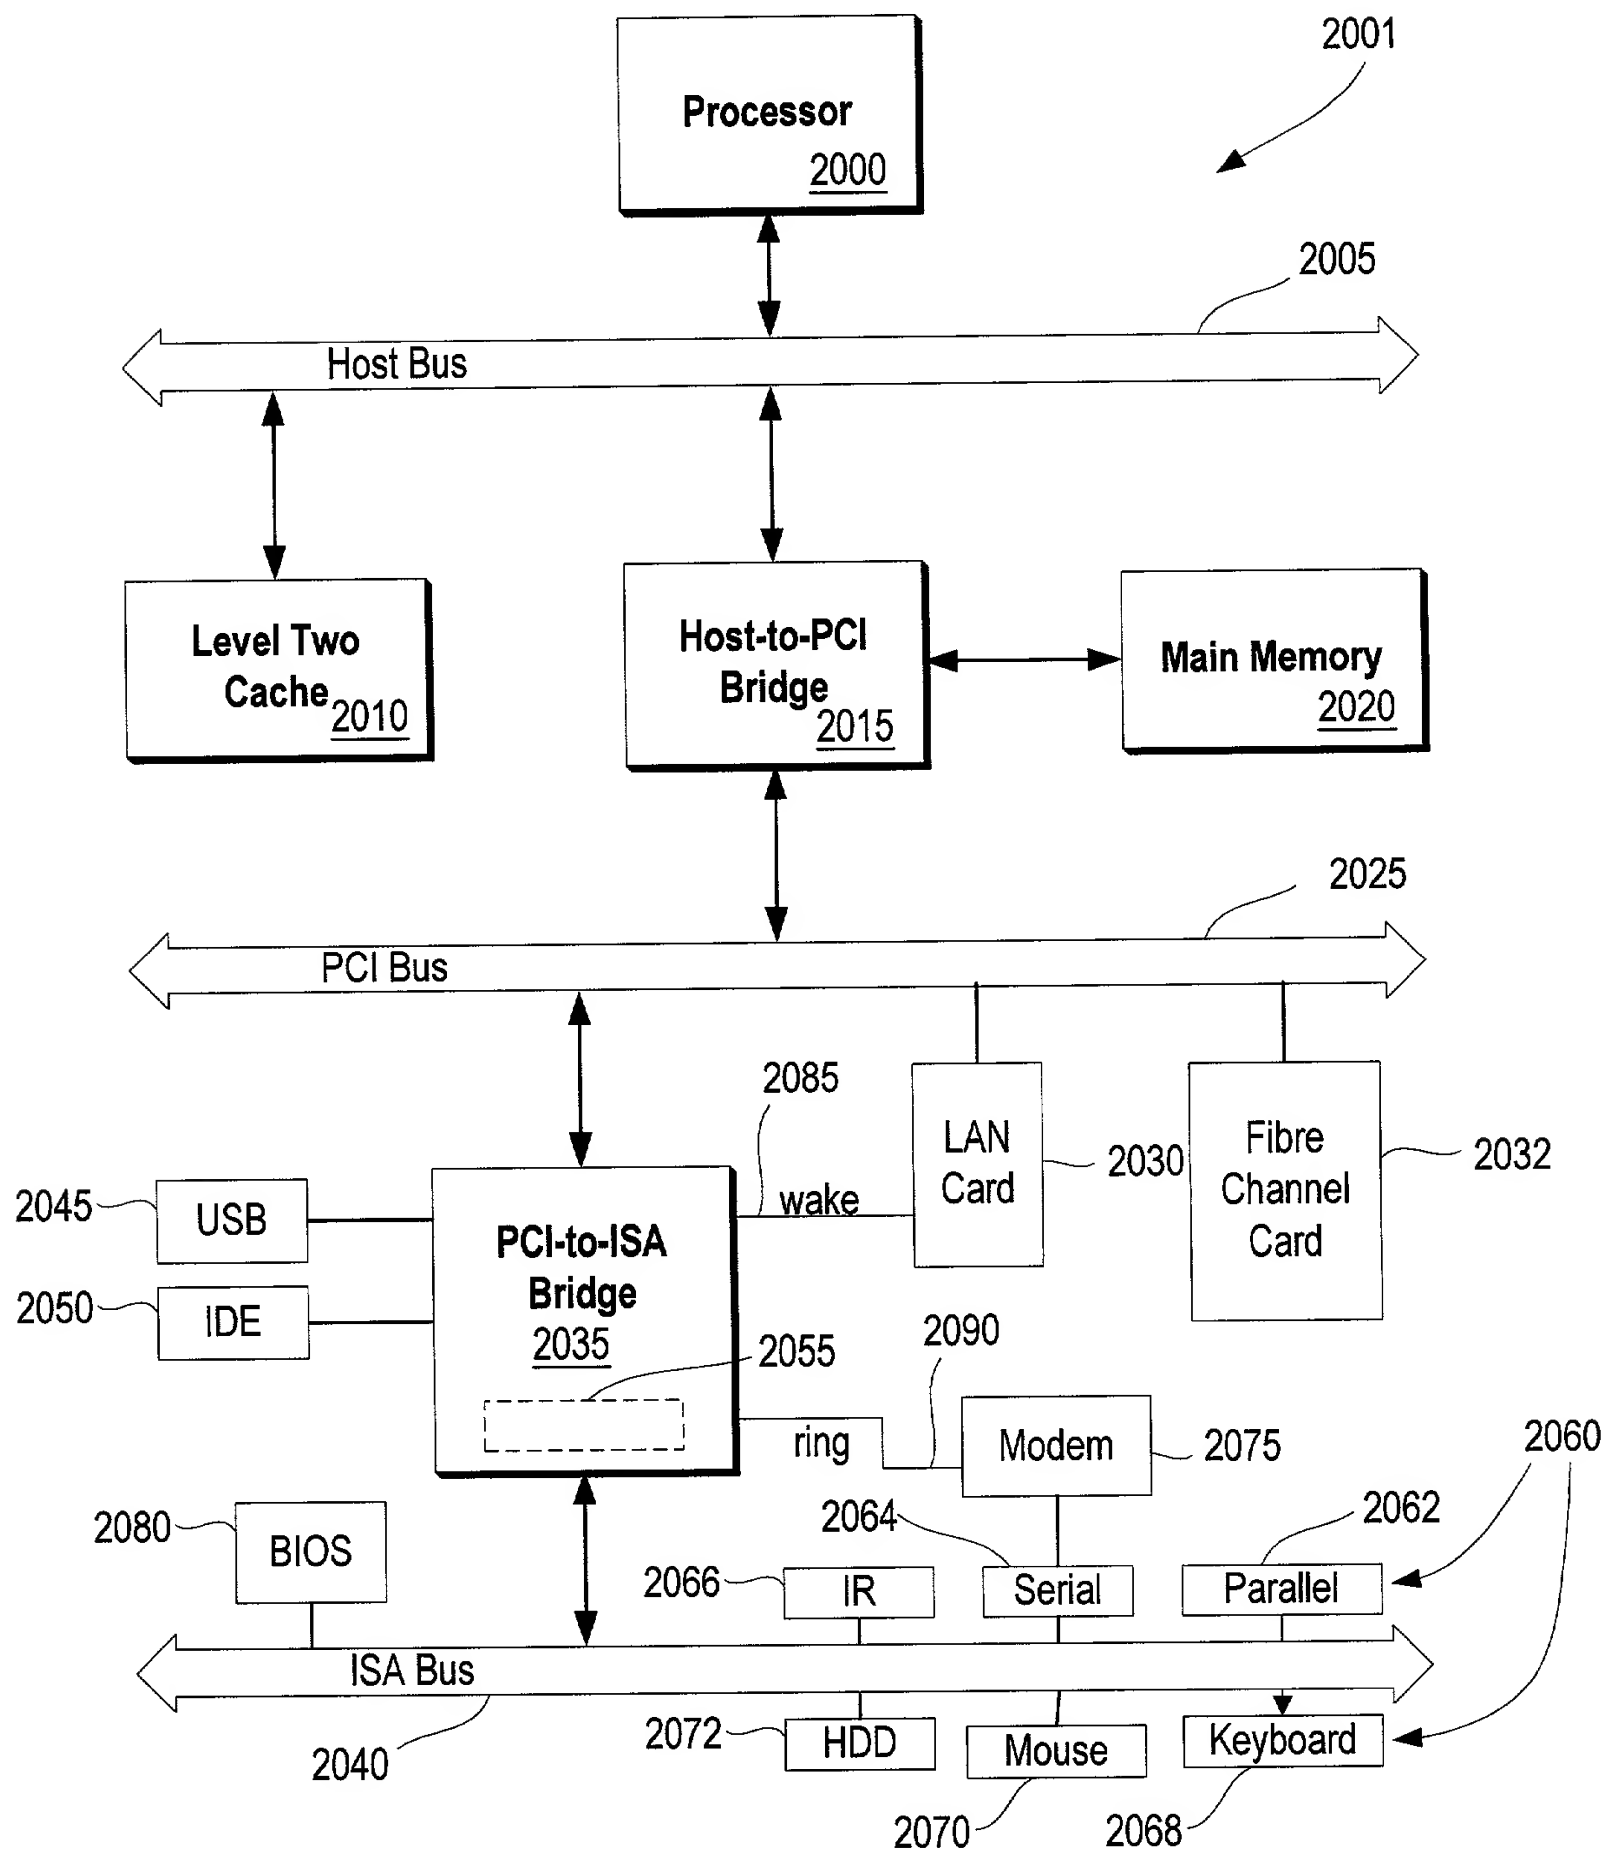 2001
Processor
2000
2005
Host Bus
Level Two
Cache
2010
Host-to-PCI
Bridge
2015
Main Memory
2020
2025
PCI Bus
2085
LAN
Card
2030
Fibre
Channel
Card
2032
2045
USB
wake
PCI-to-ISA
Bridge
2035
2050
IDE
2055
2090
ring
Modem
2075
2060
2080
BIOS
2064
2062
2066
IR
Serial
Parallel
ISA Bus
2040
2072
HDD
Mouse
Keyboard
2070
2068